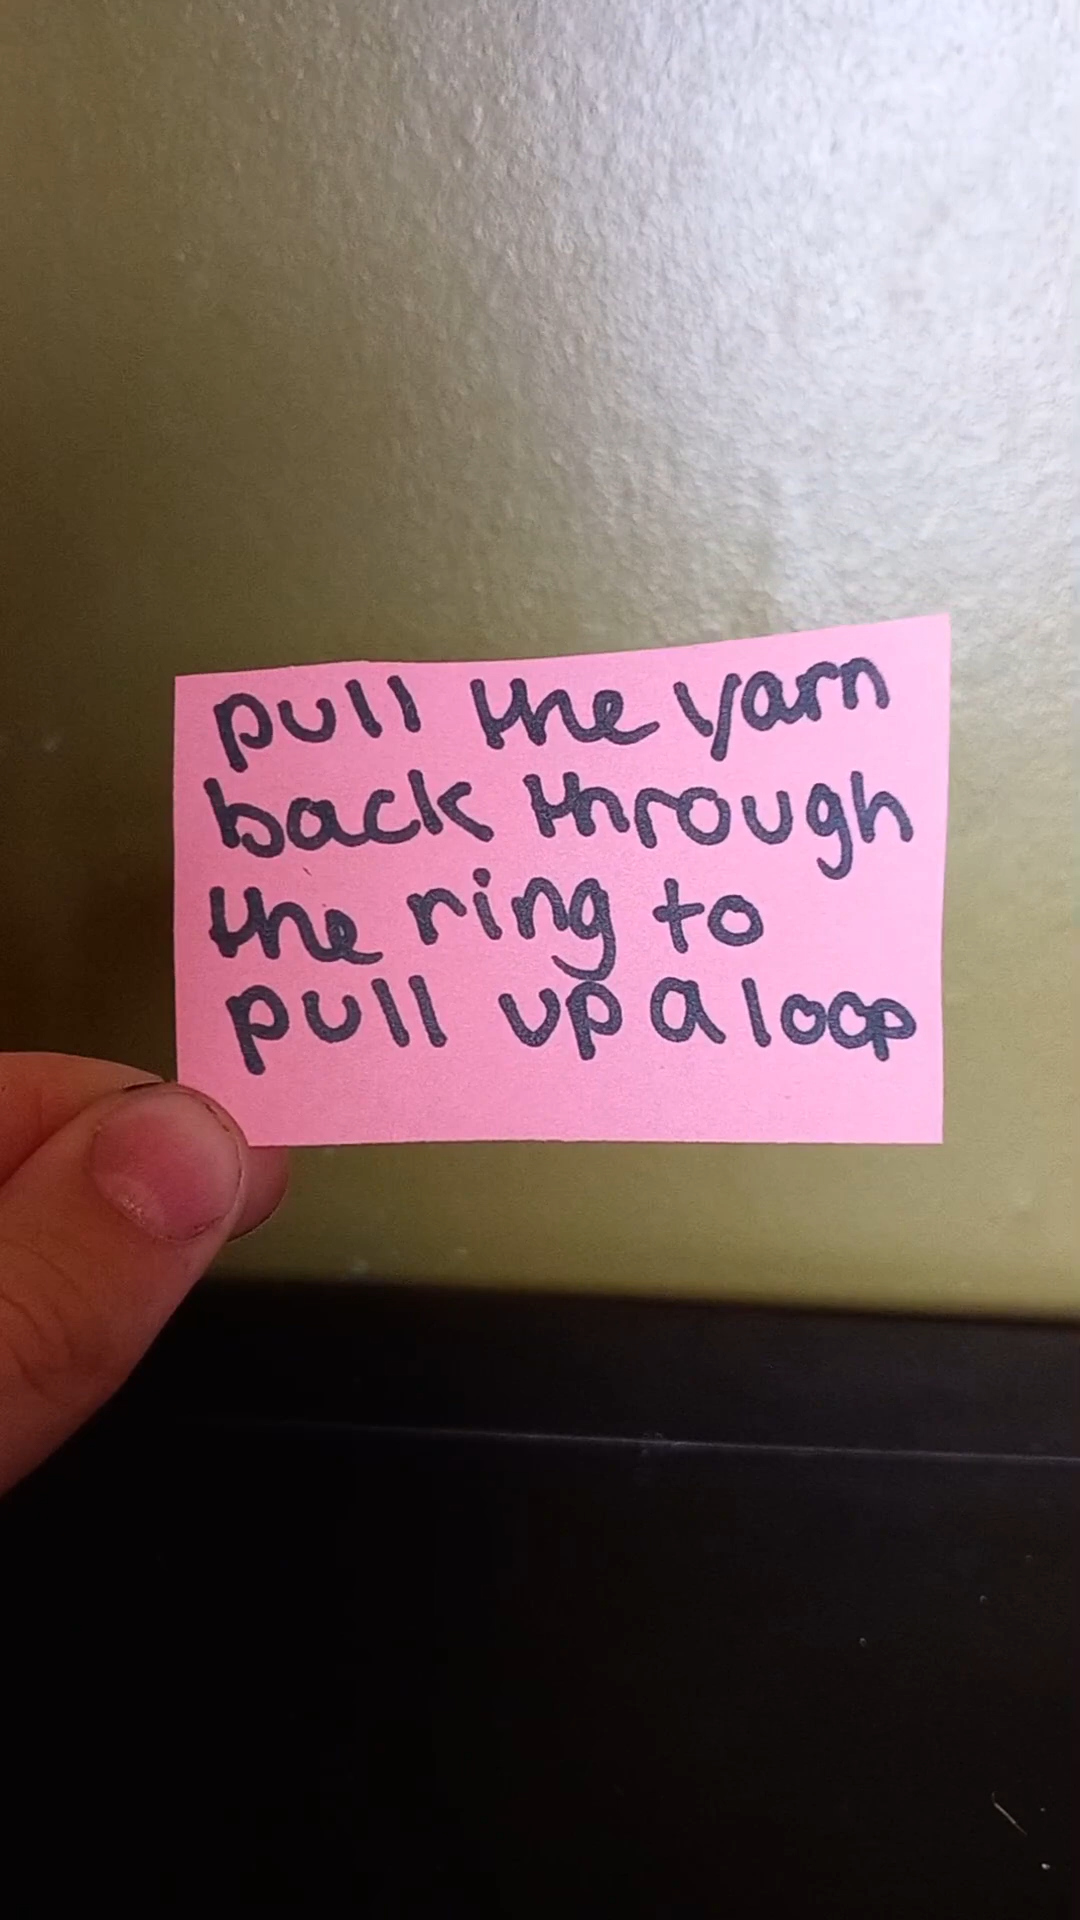 pull the yarn
back through
the ring to
pull up a loop